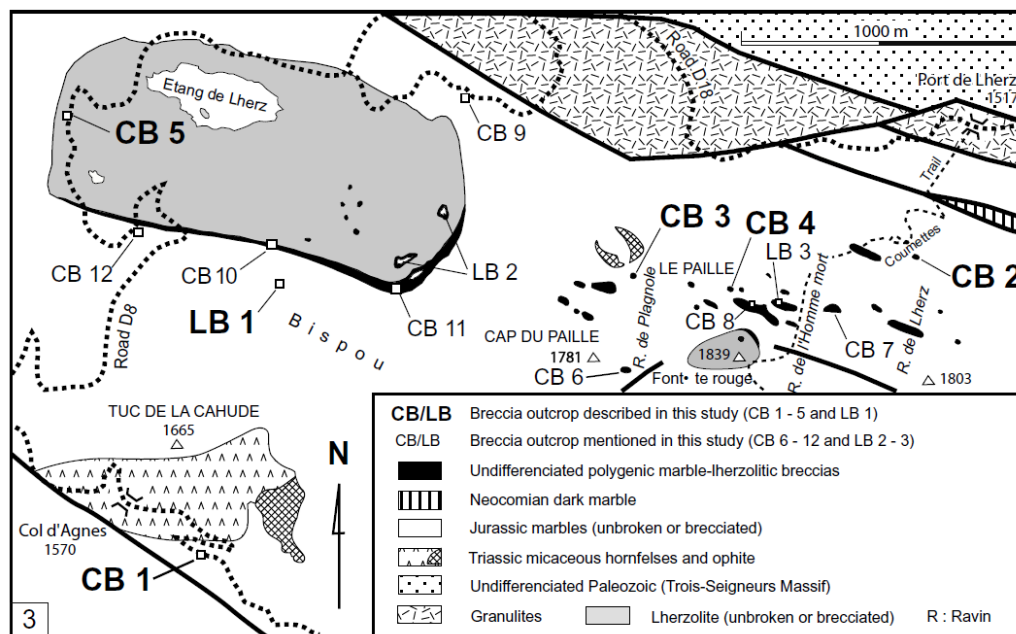 1000 m
Road D18
Port de Lherz
1517
Etang de Lherz
CB 5
CB 9
Trail
CB 3
CB 4
Coumettes
CB 2
CB 12
CB 10
LB 2
LE PAILLE
LB 3
R. de Plagnole
CB 8
R. de l'Homme mort
LB 1
CB 11
Bispou
CAP DU PAILLE
1781
CB 7
R. de Lherz
Road D8
CB 6
1839
Font• te rouge
1803
TUC DE LA CAHUDE
1665
N
Col d'Agnes
1570
CB 1
3
CB/LB Breccia outcrop described in this study (CB 1 - 5 and LB 1)
CB/LB Breccia outcrop mentioned in this study (CB 6 - 12 and LB 2 - 3)
Undifferenciated polygenic marble-lherzolitic breccias
Neocomian dark marble
Jurassic marbles (unbroken or brecciated)
Triassic micaceous hornfelses and ophite
Undifferenciated Paleozoic (Trois-Seigneurs Massif)
Granulites Lherzolite (unbroken or brecciated) R : Ravin